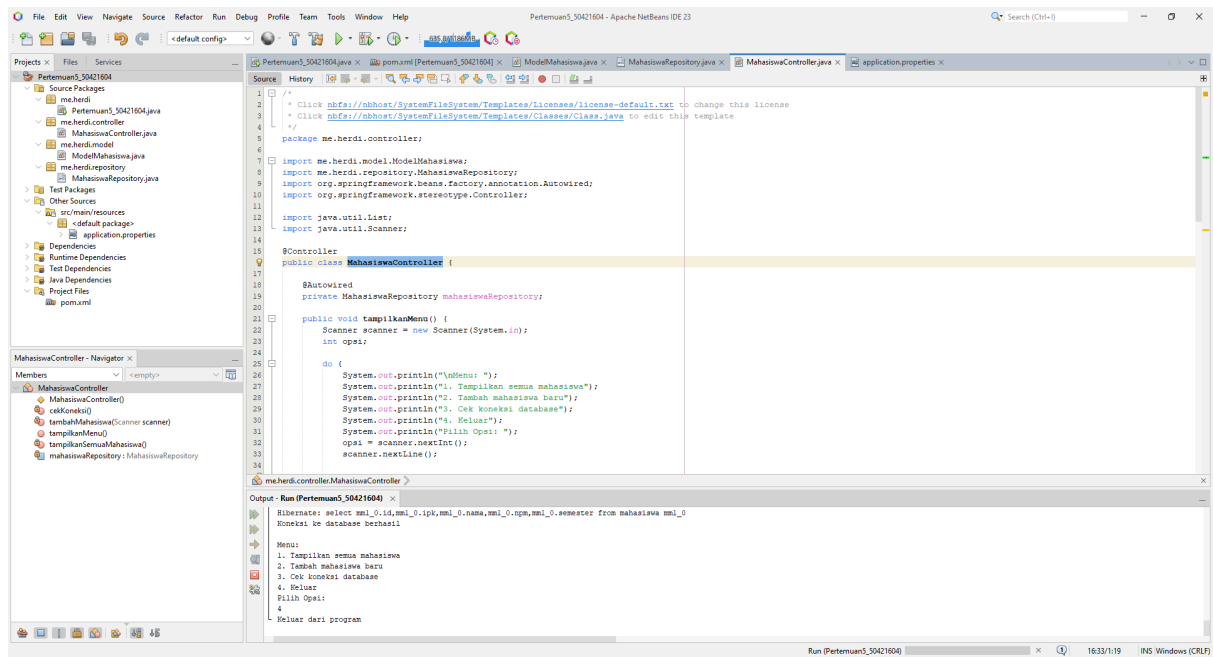 File Edit View Navigate Source Refactor Run Debug Profile Team Tools Window Help
Pertemuan5_50421604 - Apache NetBeans IDE 23
Search (Ctrl+I)
<default config>
Projects Files Services
Pertemuan5_50421604
Source Packages
me.herdi
Pertemuan5_50421604.java
me.herdi.controller
MahasiswaController.java
me.herdi.model
ModelMahasiswa.java
me.herdi.repository
MahasiswaRepository.java
Test Packages
Other Sources
src/main/resources
<default package>
application.properties
Dependencies
Runtime Dependencies
Test Dependencies
Java Dependencies
Project Files
pom.xml
MahasiswaController - Navigator
Members <empty>
MahasiswaController
MahasiswaController()
cekKoneksi()
tambahMahasiswa(Scanner scanner)
tampilkanMenu()
tampilkanSemuaMahasiswa()
mahasiswaRepository : MahasiswaRepository
Pertemuan5_50421604.java pom.xml [Pertemuan5_50421604] ModelMahasiswa.java MahasiswaRepository.java MahasiswaController.java application.properties
Source History
1 /*
2 * Click nbfs://nbhost/SystemFileSystem/Templates/Licenses/license-default.txt to change this license
3 * Click nbfs://nbhost/SystemFileSystem/Templates/Classes/Class.java to edit this template
4 */
5 package me.herdi.controller;
6
7 import me.herdi.model.ModelMahasiswa;
8 import me.herdi.repository.MahasiswaRepository;
9 import org.springframework.beans.factory.annotation.Autowired;
10 import org.springframework.stereotype.Controller;
11
12 import java.util.List;
13 import java.util.Scanner;
14
15 @Controller
public class MahasiswaController {
17
18 @Autowired
19 private MahasiswaRepository mahasiswaRepository;
20
21 public void tampilkanMenu() {
22 Scanner scanner = new Scanner(System.in);
23 int opsi;
24
25 do {
26 System.out.println("\nMenu: ");
27 System.out.println("1. Tampilkan semua mahasiswa");
28 System.out.println("2. Tambah mahasiswa baru");
29 System.out.println("3. Cek koneksi database");
30 System.out.println("4. Keluar");
31 System.out.println("Pilih Opsi: ");
32 opsi = scanner.nextInt();
33 scanner.nextLine();
34
me.herdi.controller.MahasiswaController
Output - Run (Pertemuan5_50421604)
Hibernate: select mm1_0.id,mm1_0.ipk,mm1_0.nama,mm1_0.npm,mm1_0.semester from mahasiswa mm1_0
Koneksi ke database berhasil
Menu:
1. Tampilkan semua mahasiswa
2. Tambah mahasiswa baru
3. Cek koneksi database
4. Keluar
Pilih Opsi:
4
Keluar dari program
Run (Pertemuan5_50421604)
16:33/1:19 INS Windows (CRLF)